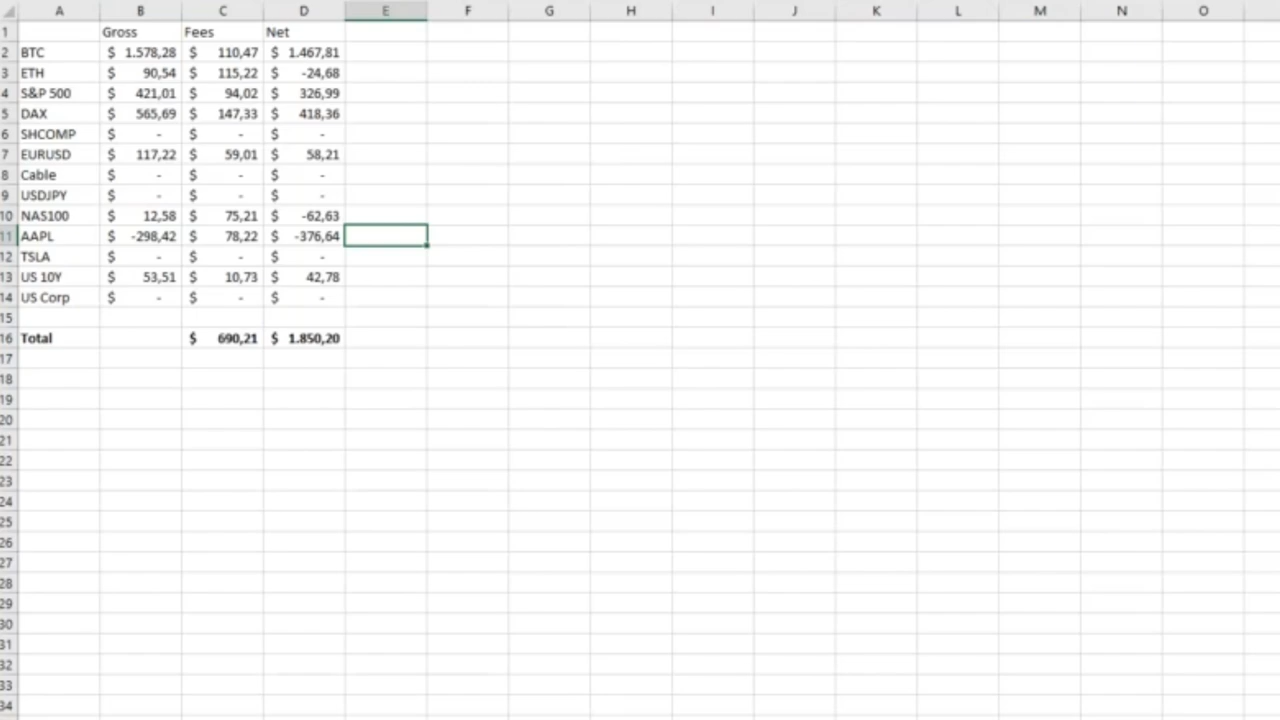 A B C D E F G H I J K L M N O
1 Gross Fees Net
2 BTC $ 1.578,28 $ 110,47 $ 1.467,81
3 ETH $ 90,54 $ 115,22 $ -24,68
4 S&P 500 $ 421,01 $ 94,02 $ 326,99
5 DAX $ 565,69 $ 147,33 $ 418,36
6 SHCOMP $ - $ - $ -
7 EURUSD $ 117,22 $ 59,01 $ 58,21
8 Cable $ - $ - $ -
9 USDJPY $ - $ - $ -
10 NAS100 $ 12,58 $ 75,21 $ -62,63
11 AAPL $ -298,42 $ 78,22 $ -376,64
12 TSLA $ - $ - $ -
13 US 10Y $ 53,51 $ 10,73 $ 42,78
14 US Corp $ - $ - $ -
15
16 Total $ 690,21 $ 1.850,20
17
18
19
20
21
22
23
24
25
26
27
28
29
30
31
32
33
34